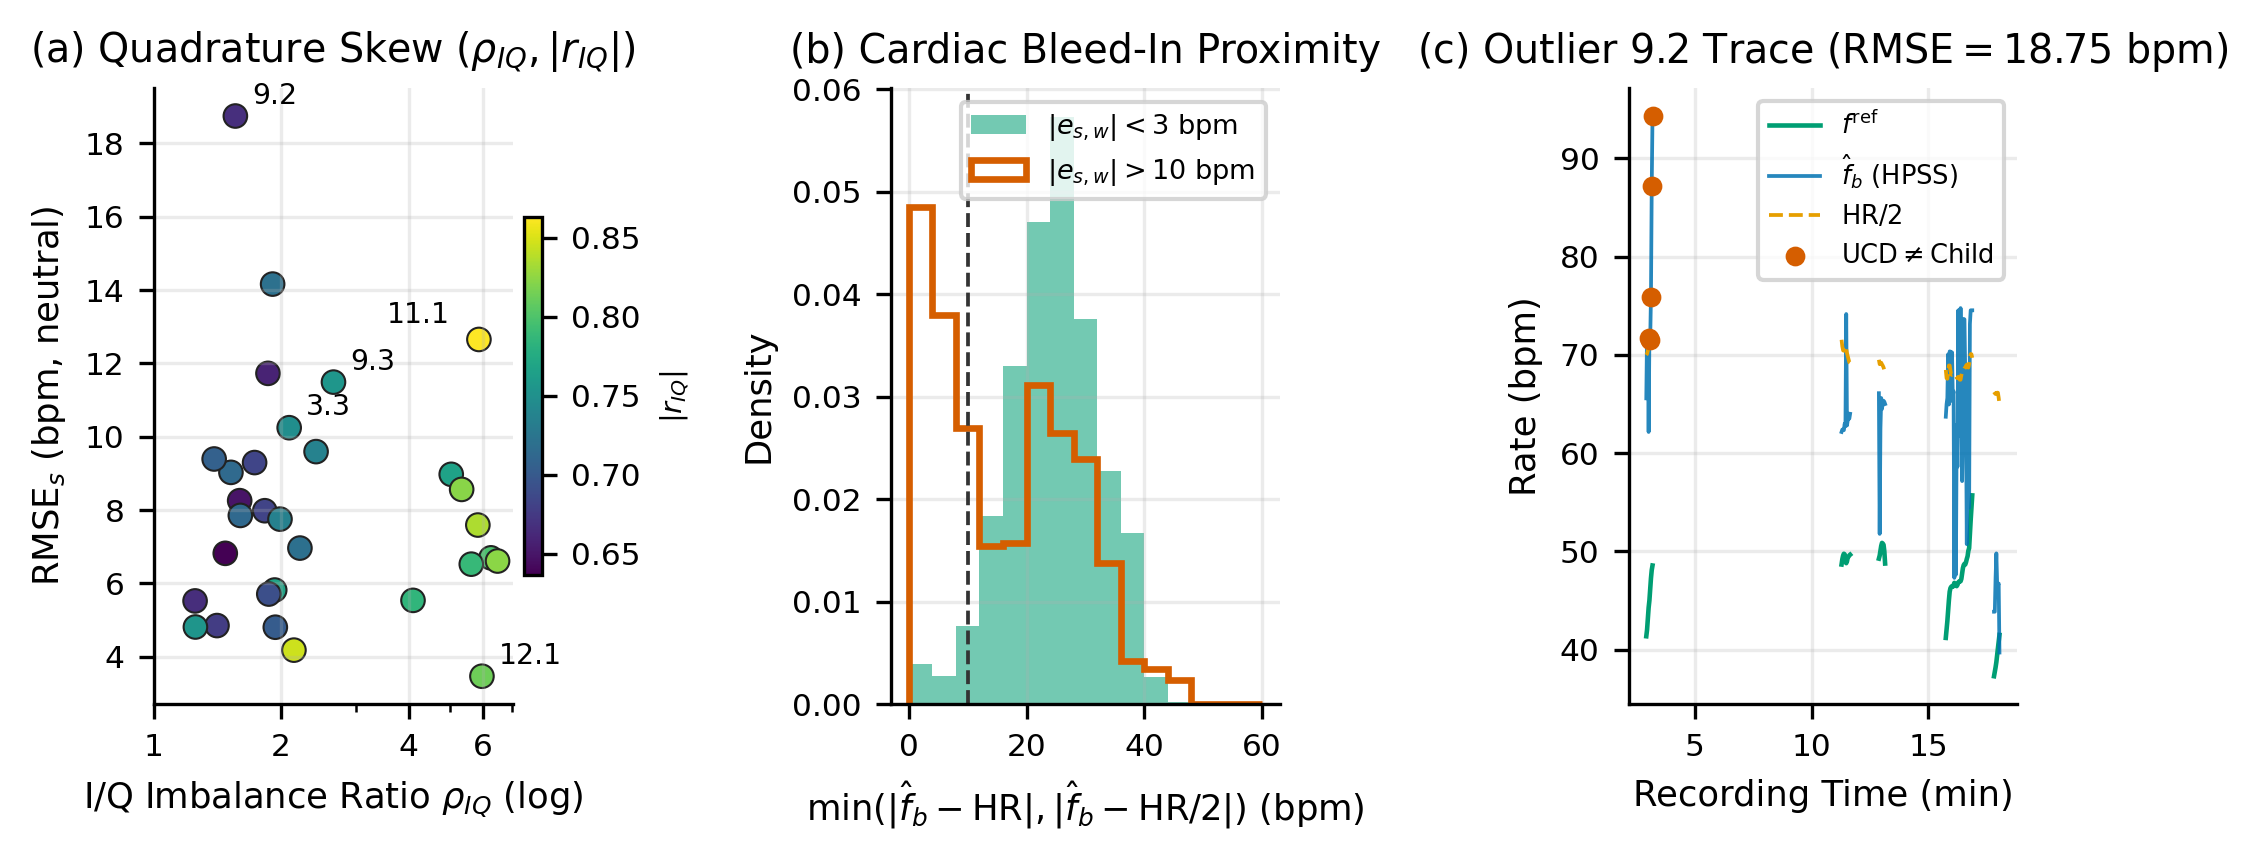 (a) Quadrature Skew (ρ_IQ, |r_IQ|)
9.2
11.1
9.3
3.3
12.1
18
16
14
12
10
8
6
4
RMSE_s (bpm, neutral)
1
2
4
6
I/Q Imbalance Ratio ρ_IQ (log)
0.85
0.80
0.75
0.70
0.65
|r_IQ|
(b) Cardiac Bleed-In Proximity
|e_s,w| < 3 bpm
|e_s,w| > 10 bpm
0.06
0.05
0.04
0.03
0.02
0.01
0.00
Density
0
20
40
60
min(|f̂_b − HR|, |f̂_b − HR/2|) (bpm)
(c) Outlier 9.2 Trace (RMSE = 18.75 bpm)
f^ref
f̂_b (HPSS)
HR/2
UCD ≠ Child
90
80
70
60
50
40
Rate (bpm)
5
10
15
Recording Time (min)